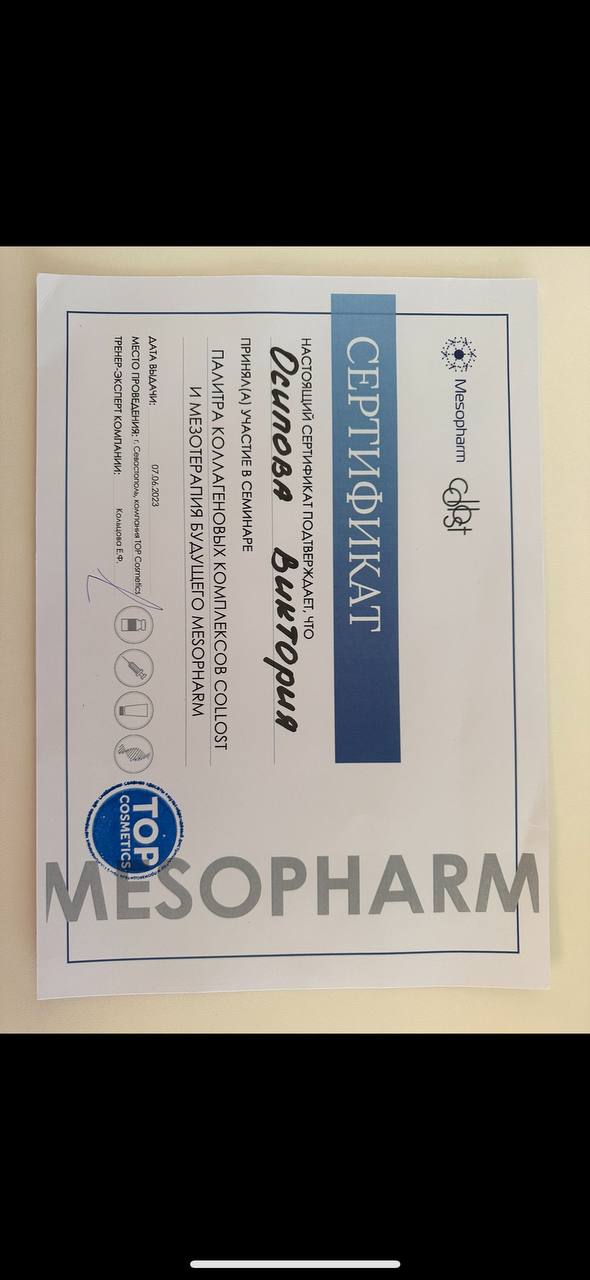 Mesopharm
Collost
СЕРТИФИКАТ
НАСТОЯЩИЙ СЕРТИФИКАТ ПОДТВЕРЖДАЕТ, ЧТО
Осипова Виктория
ПРИНЯЛ(А) УЧАСТИЕ В СЕМИНАРЕ
ПАЛИТРА КОЛЛАГЕНОВЫХ КОМПЛЕКСОВ COLLOST
И МЕЗОТЕРАПИЯ БУДУЩЕГО MESOPHARM
ДАТА ВЫДАЧИ: 07.06.2023
МЕСТО ПРОВЕДЕНИЯ: г. Севастополь, компания TOP Cosmetics
ТРЕНЕР-ЭКСПЕРТ КОМПАНИИ: Кольцова Е.Ф.
TOP
COSMETICS
MESOPHARM